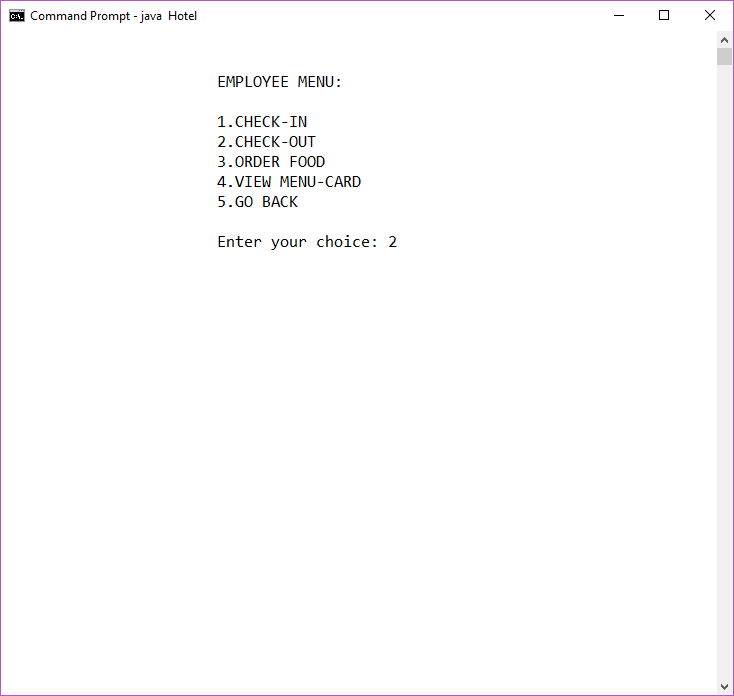 Command Prompt - java  Hotel
EMPLOYEE MENU:
1.CHECK-IN
2.CHECK-OUT
3.ORDER FOOD
4.VIEW MENU-CARD
5.GO BACK
Enter your choice: 2